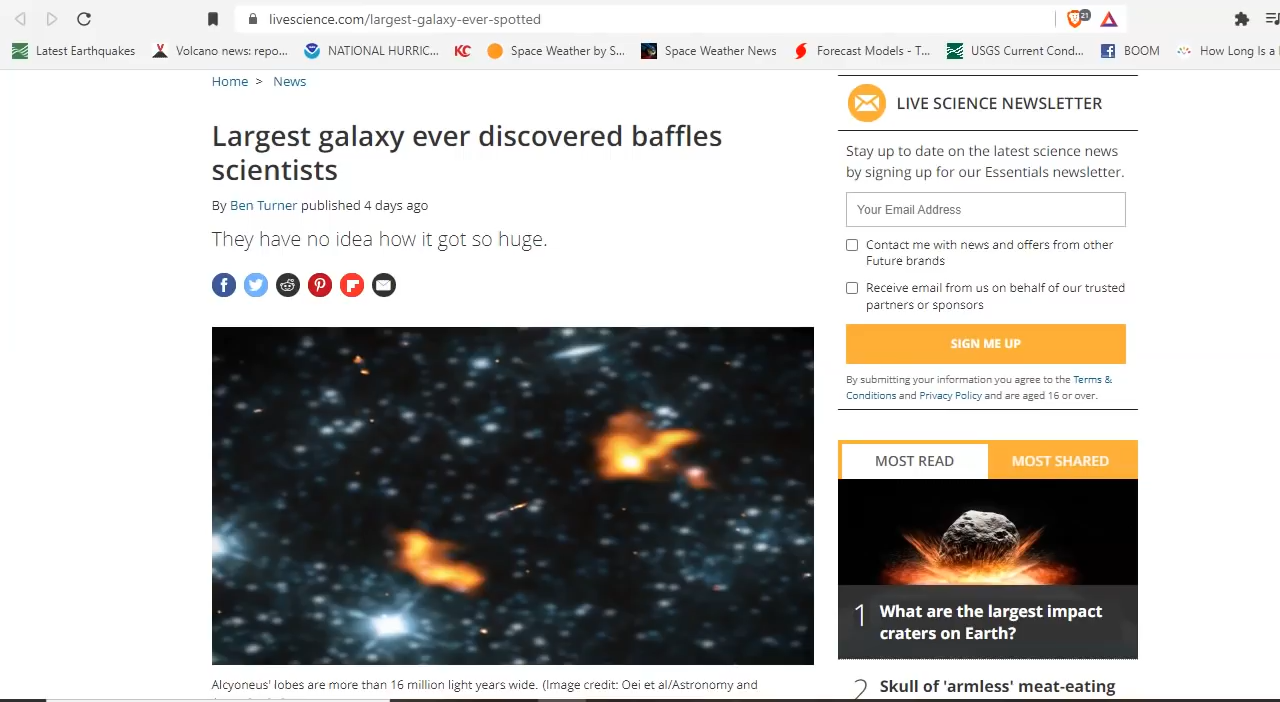 livescience.com/largest-galaxy-ever-spotted
21
Latest Earthquakes
Volcano news: repo...
NATIONAL HURRIC...
KC
Space Weather by S...
Space Weather News
Forecast Models - T...
USGS Current Cond...
BOOM
How Long Is a
Home > News
Largest galaxy ever discovered baffles
scientists
By Ben Turner published 4 days ago
They have no idea how it got so huge.
Alcyoneus' lobes are more than 16 million light years wide. (Image credit: Oei et al/Astronomy and
LIVE SCIENCE NEWSLETTER
Stay up to date on the latest science news
by signing up for our Essentials newsletter.
Your Email Address
Contact me with news and offers from other
Future brands
Receive email from us on behalf of our trusted
partners or sponsors
SIGN ME UP
By submitting your information you agree to the Terms &
Conditions and Privacy Policy and are aged 16 or over.
MOST READ
MOST SHARED
1 What are the largest impact
craters on Earth?
2 Skull of 'armless' meat-eating